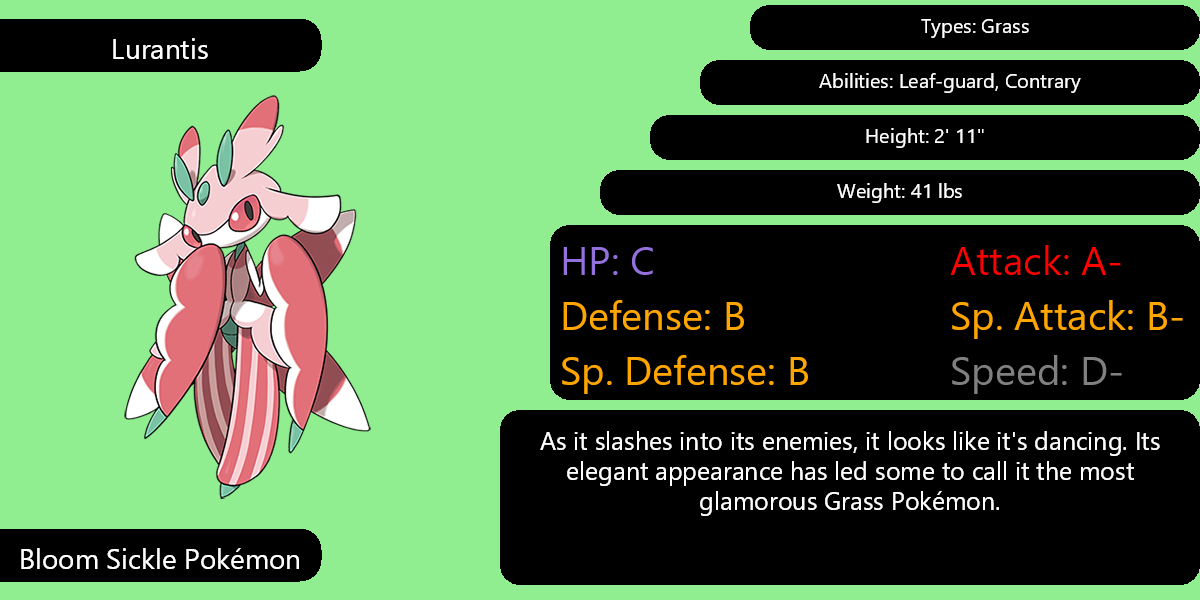 Lurantis
Types: Grass
Abilities: Leaf-guard, Contrary
Height: 2' 11"
Weight: 41 lbs
HP: C
Attack: A-
Defense: B
Sp. Attack: B-
Sp. Defense: B
Speed: D-
As it slashes into its enemies, it looks like it's dancing. Its
elegant appearance has led some to call it the most
glamorous Grass Pokémon.
Bloom Sickle Pokémon